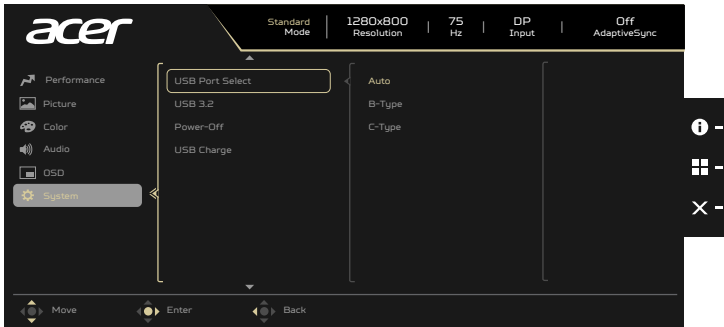 acer
Standard Mode
1280x800 Resolution
75 Hz
DP Input
Off AdaptiveSync
Performance
Picture
Color
Audio
OSD
System
USB Port Select
USB 3.2
Power-Off
USB Charge
Auto
B-Type
C-Type
Move
Enter
Back